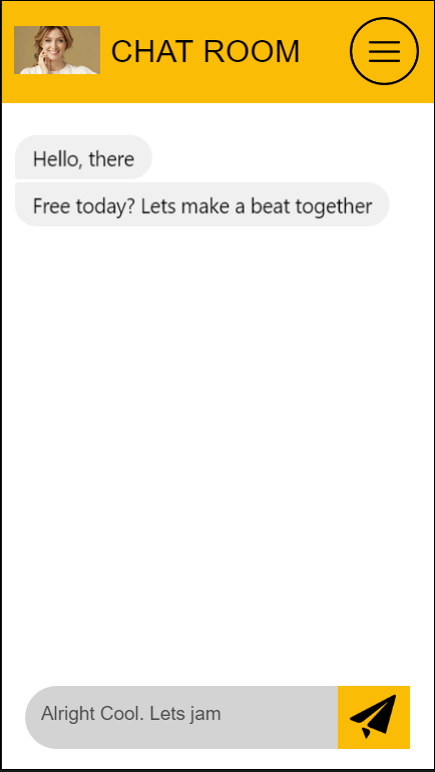 CHAT ROOM
Hello, there
Free today? Lets make a beat together
Alright Cool. Lets jam